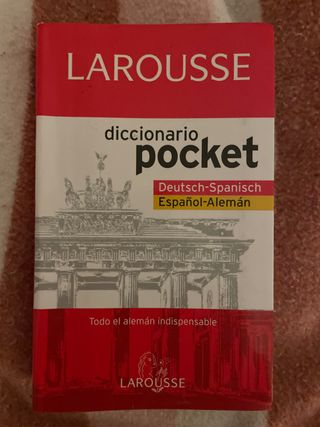 LAROUSSE
diccionario
pocket
Deutsch-Spanisch
Español-Alemán
Todo el alemán indispensable
LAROUSSE